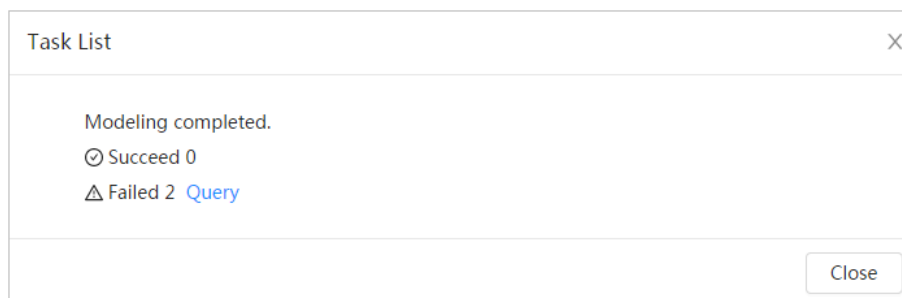 Task List
Modeling completed.
Succeed 0
Failed 2 Query
Close